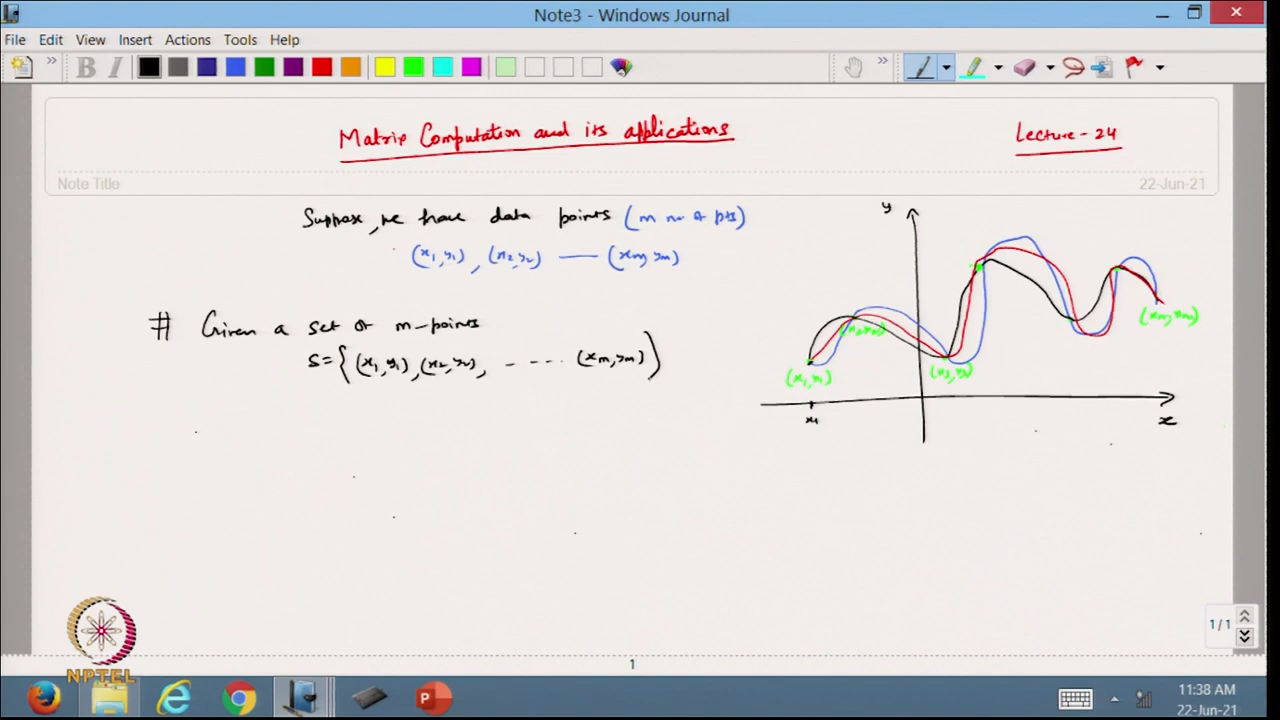 Note3 - Windows Journal
File Edit View Insert Actions Tools Help
Matrix Computation and its applications
Lecture-24
Note Title
22-Jun-21
Suppose, we have data points (m no of pts)
(x1,y1), (x2,y2) —— (xm,ym)
# Given a set of m-points
S={(x1,y1),(x2,y2), - ---- (xm,ym)}
y
(x1,y1)
(x2,y2)
(x3,y3)
(xm,ym)
x1
x
1/1
1
NPTEL
11:38 AM
22-Jun-21